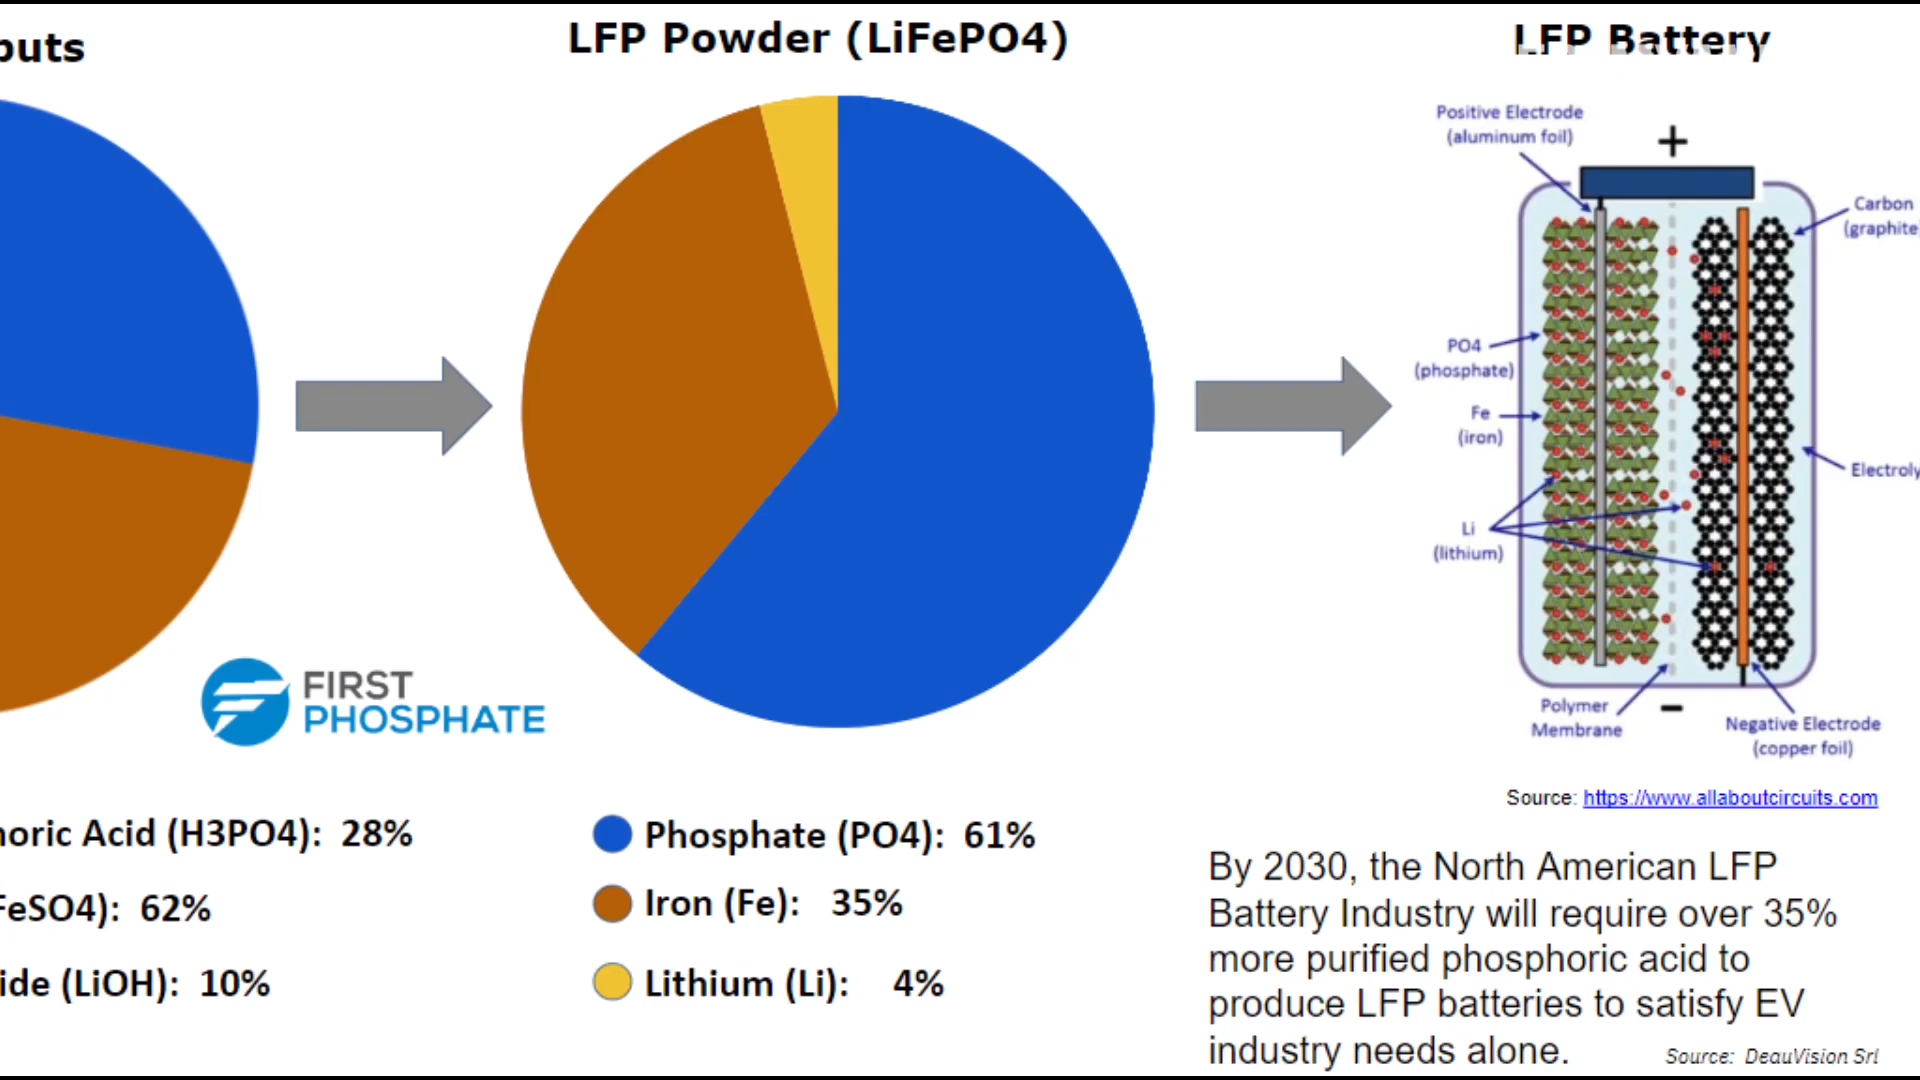 puts
LFP Powder (LiFePO4)
LFP Battery
Positive Electrode
(aluminum foil)
+
Carbon
(graphite
PO4
(phosphate)
Fe
(iron)
Electroly
Li
(lithium)
Polymer
Membrane
−
Negative Electrode
(copper foil)
FIRST
PHOSPHATE
Source: https://www.allaboutcircuits.com
horic Acid (H3PO4): 28%
FeSO4): 62%
ide (LiOH): 10%
Phosphate (PO4): 61%
Iron (Fe): 35%
Lithium (Li): 4%
By 2030, the North American LFP
Battery Industry will require over 35%
more purified phosphoric acid to
produce LFP batteries to satisfy EV
industry needs alone.
Source: DeauVision Srl